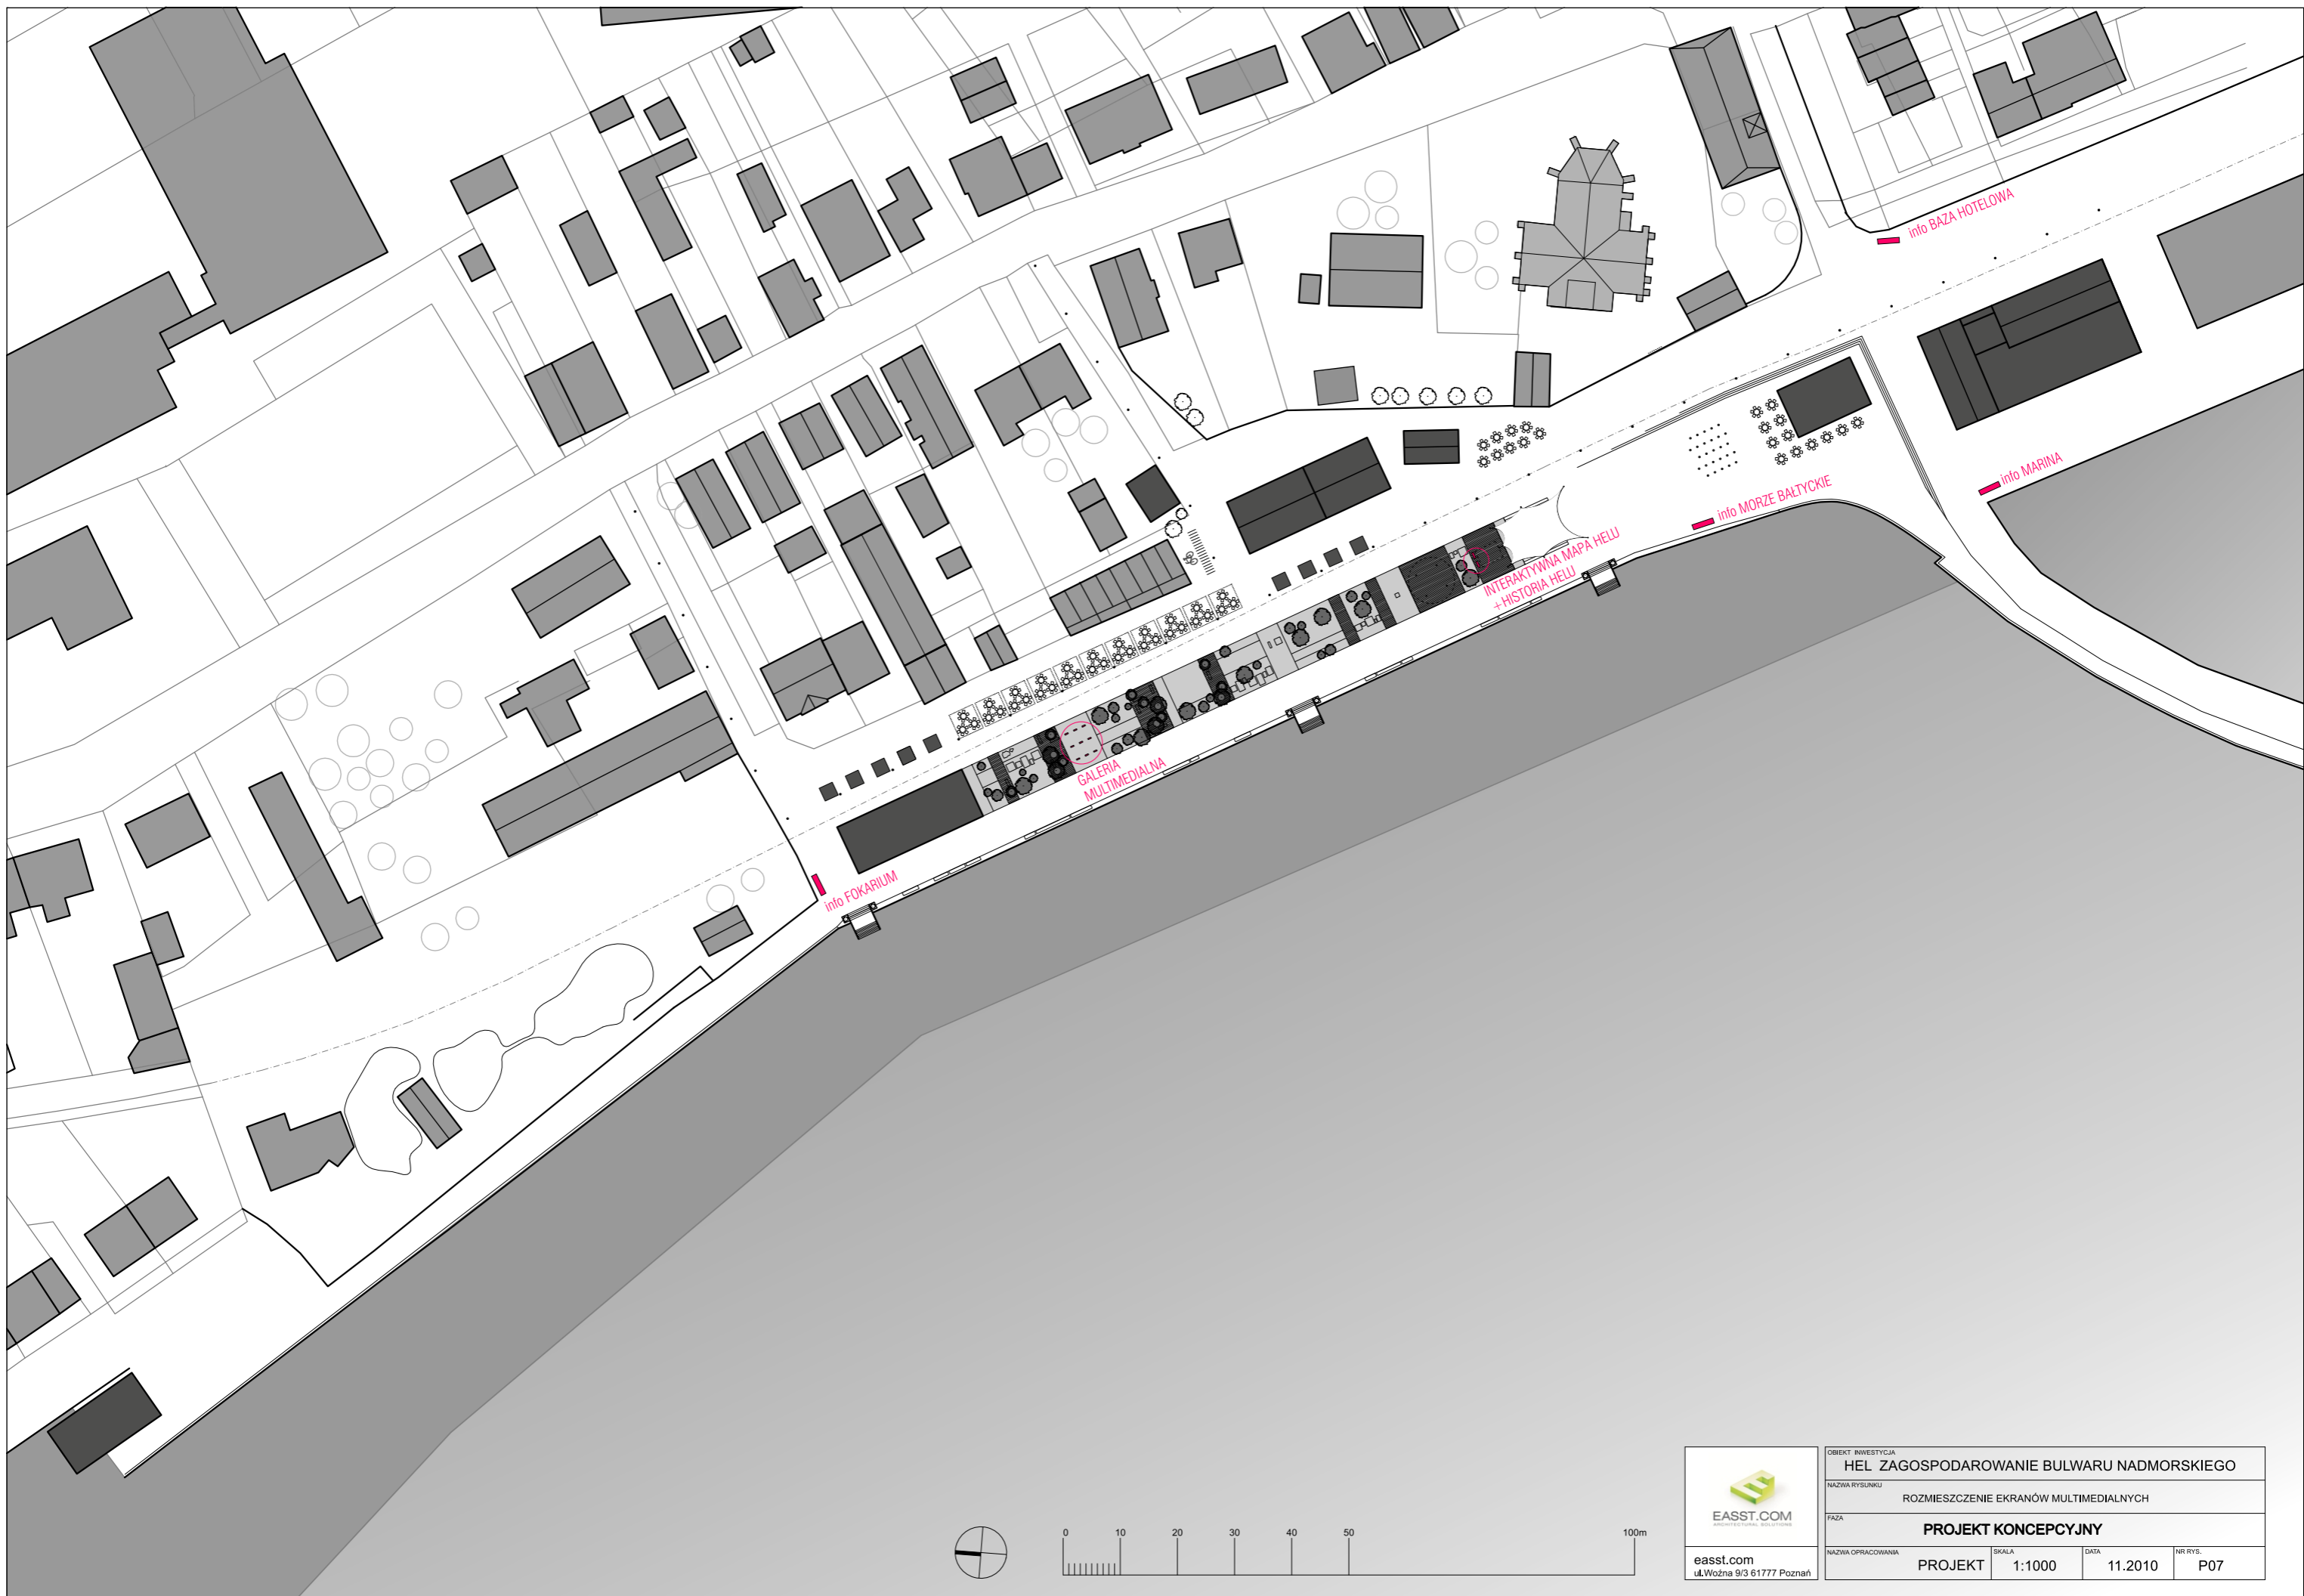 info BAZA HOTELOWA
info MARINA
info MORZE BAŁTYCKIE
INTERAKTYWNA MAPA HELU
+HISTORIA HELU
GALERIA
MULTIMEDIALNA
info FOKARIUM
0 10 20 30 40 50 100m
EASST.COM
ARCHITECTURAL SOLUTIONS
easst.com
ul.Woźna 9/3 61777 Poznań
OBIEKT INWESTYCJA
HEL ZAGOSPODAROWANIE BULWARU NADMORSKIEGO
NAZWA RYSUNKU
ROZMIESZCZENIE EKRANÓW MULTIMEDIALNYCH
FAZA
PROJEKT KONCEPCYJNY
NAZWA OPRACOWANIA
PROJEKT
SKALA
1:1000
DATA
11.2010
NR RYS.
P07